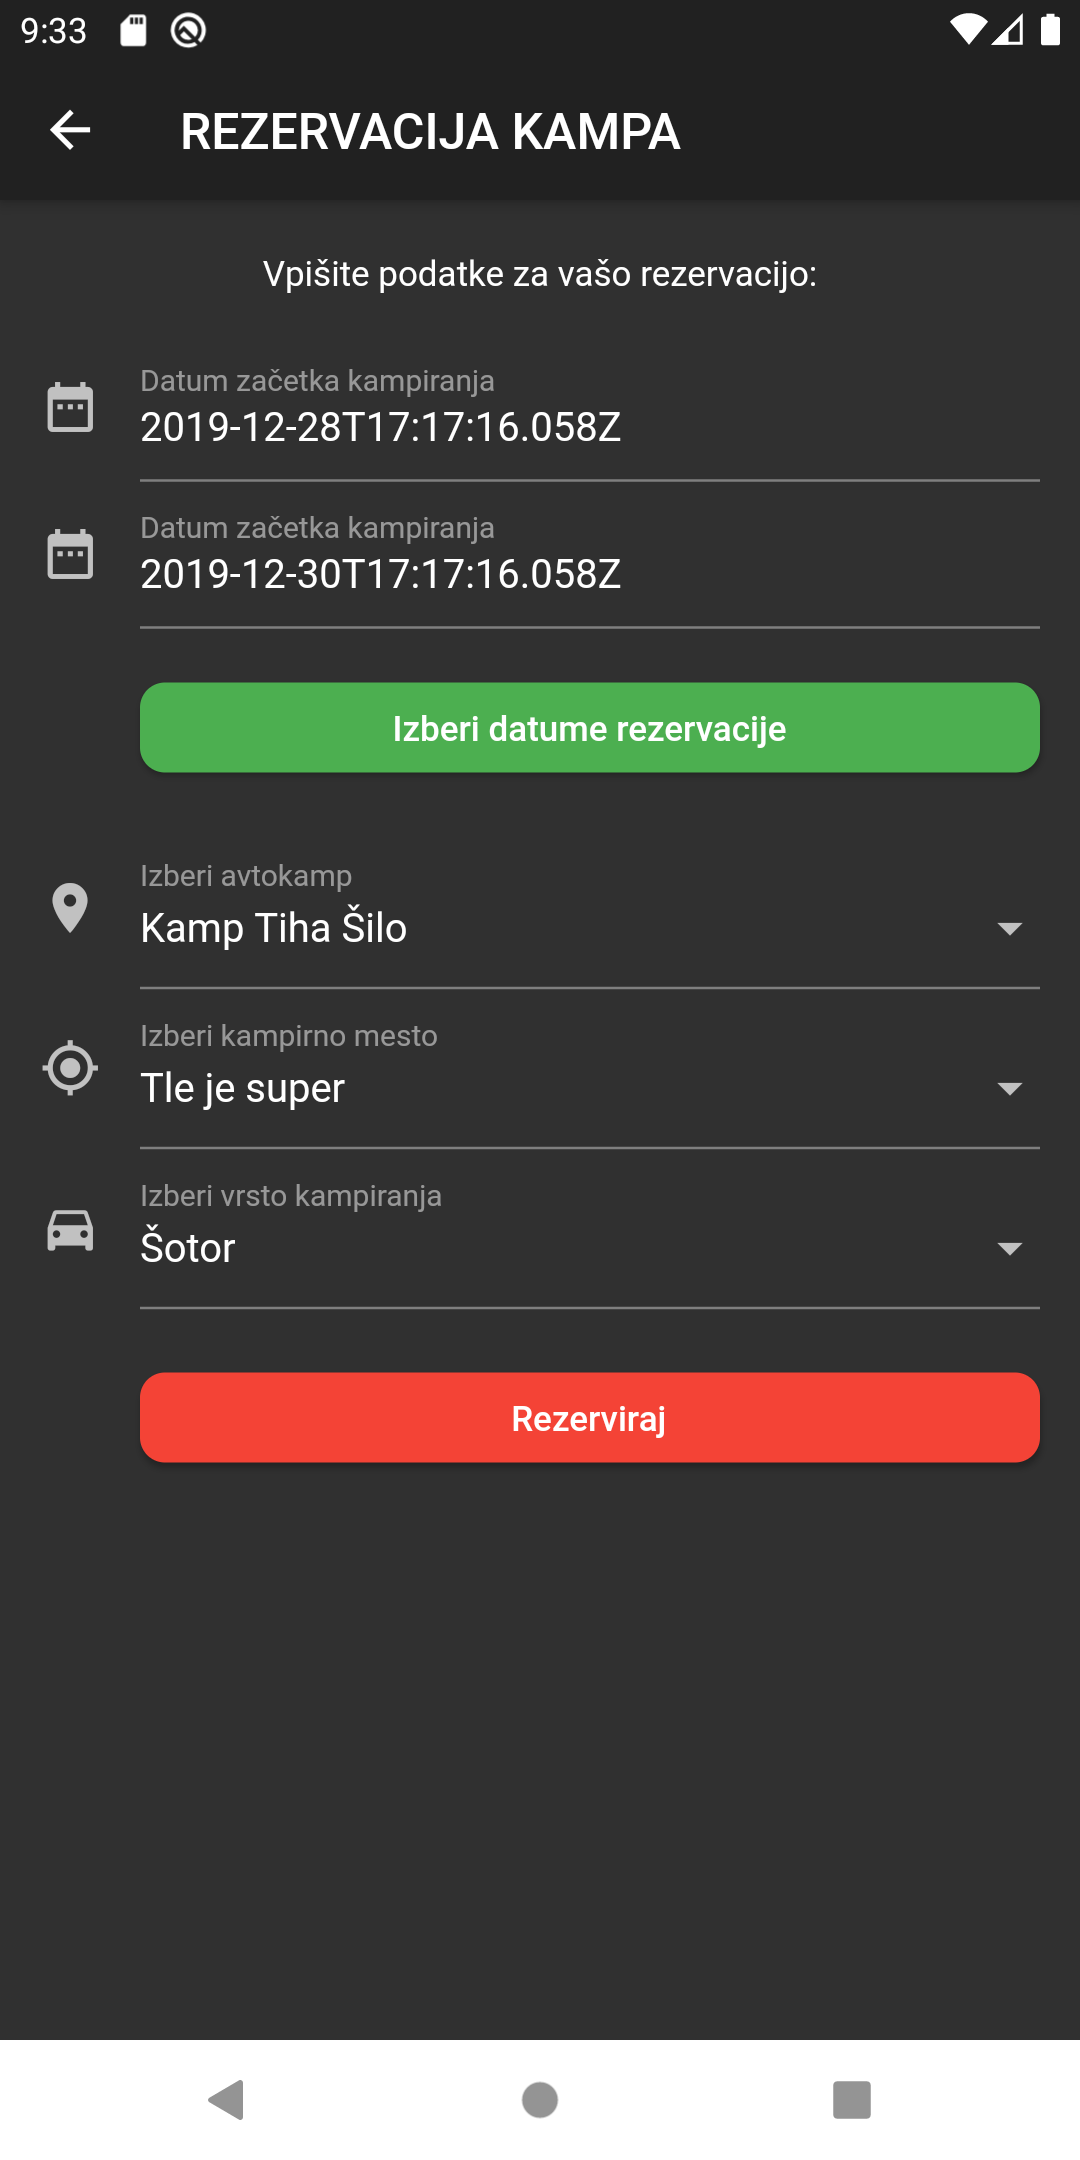 9:33
REZERVACIJA KAMPA
Vpišite podatke za vašo rezervacijo:
Datum začetka kampiranja
2019-12-28T17:17:16.058Z
Datum začetka kampiranja
2019-12-30T17:17:16.058Z
Izberi datume rezervacije
Izberi avtokamp
Kamp Tiha Šilo
Izberi kampirno mesto
Tle je super
Izberi vrsto kampiranja
Šotor
Rezerviraj